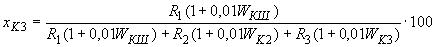 x_{K3} = \frac{R_1(1 + 0,01W_{KIII})}{R_1(1 + 0,01W_{KIII}) + R_2(1 + 0,01W_{K2}) + R_3(1 + 0,01W_{K3})} \cdot 100